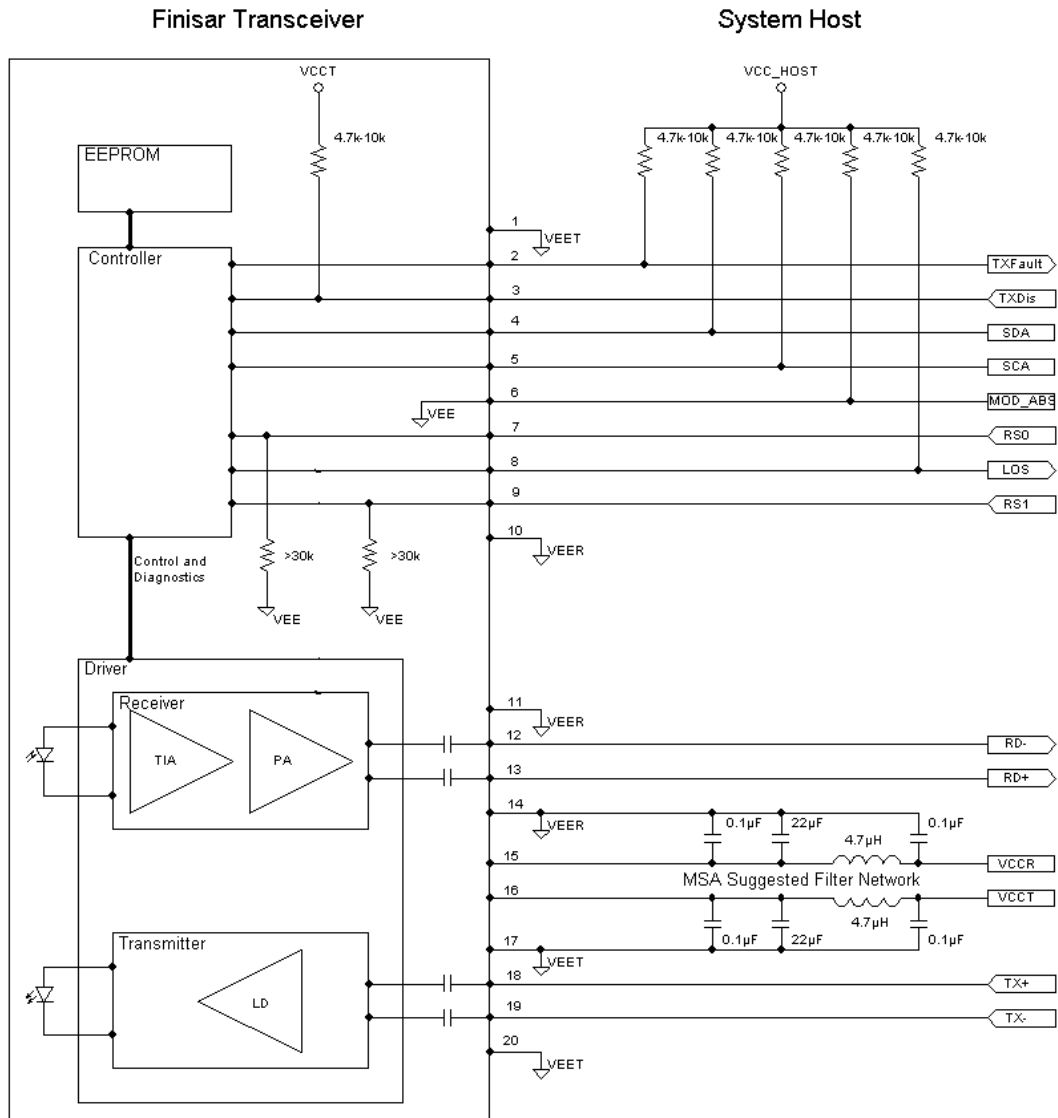 Finisar Transceiver
System Host
VCCT
VCC_HOST
4.7k-10k
4.7k-10k
4.7k-10k
4.7k-10k
4.7k-10k
4.7k-10k
EEPROM
Controller
1
VEET
2
TXFault
3
TXDis
4
SDA
5
SCA
6
VEE
MOD_ABS
7
RS0
8
LOS
9
RS1
10
VEER
>30k
>30k
Control and
Diagnostics
VEE
VEE
Driver
Receiver
TIA
PA
11
VEER
12
RD-
13
RD+
14
VEER
0.1µF
22µF
4.7µH
0.1µF
15
VCCR
MSA Suggested Filter Network
16
VCCT
4.7µH
0.1µF
22µF
0.1µF
17
VEET
Transmitter
LD
18
TX+
19
TX-
20
VEET